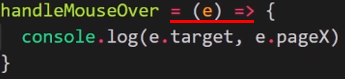 handleMouseOver = (e) => {
  console.log(e.target, e.pageX)
}